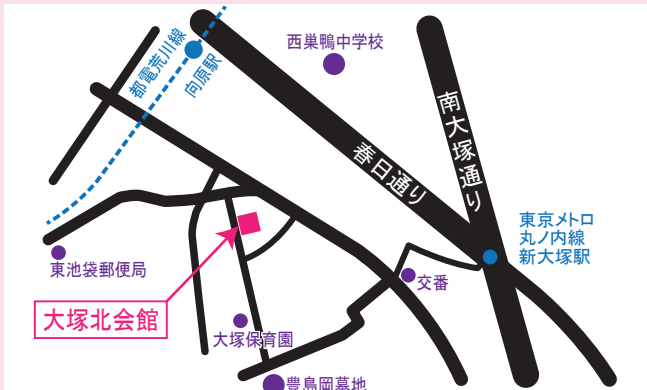 都電荒川線
向原駅
西巣鴨中学校
南大塚通り
春日通り
東京メトロ
丸ノ内線
新大塚駅
東池袋郵便局
交番
大塚北会館
大塚保育園
豊島岡墓地